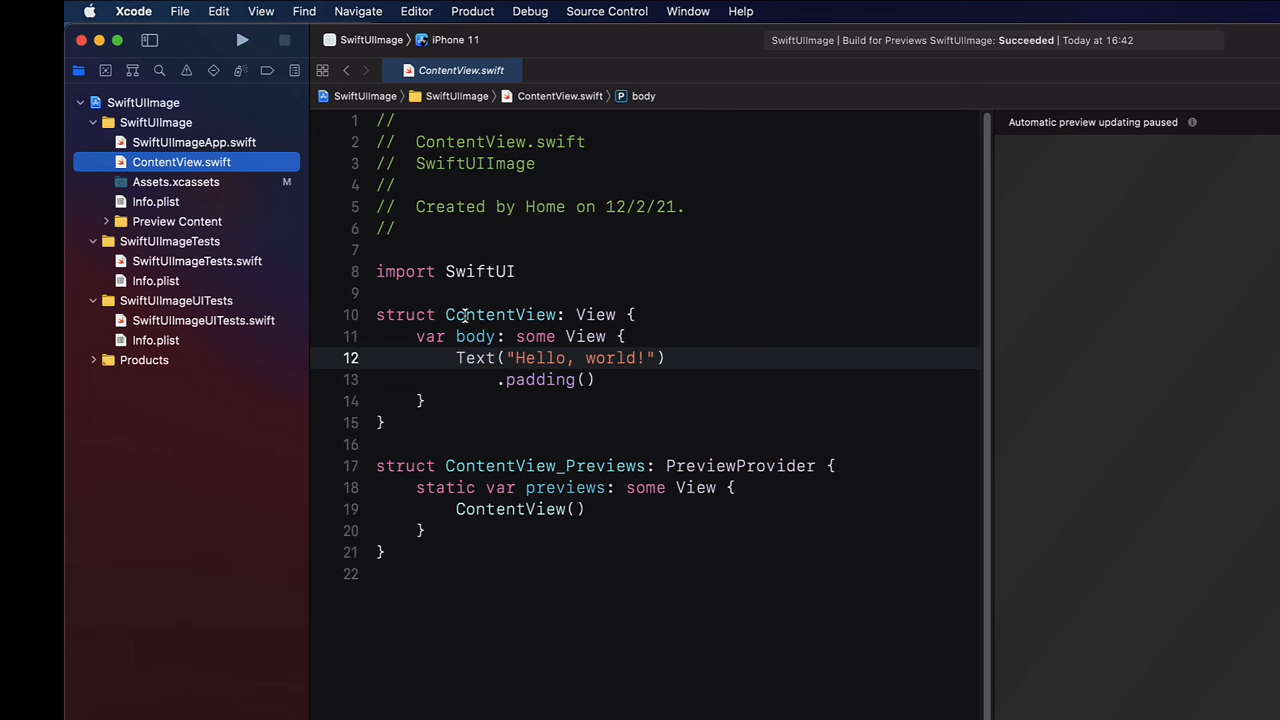 Xcode File Edit View Find Navigate Editor Product Debug Source Control Window Help
SwiftUIImage iPhone 11
SwiftUIImage | Build for Previews SwiftUIImage: Succeeded | Today at 16:42
ContentView.swift
SwiftUIImage SwiftUIImage ContentView.swift P body
SwiftUIImage
SwiftUIImage
SwiftUIImageApp.swift
ContentView.swift
Assets.xcassets M
Info.plist
Preview Content
SwiftUIImageTests
SwiftUIImageTests.swift
Info.plist
SwiftUIImageUITests
SwiftUIImageUITests.swift
Info.plist
Products
1 //
2 // ContentView.swift
3 // SwiftUIImage
4 //
5 // Created by Home on 12/2/21.
6 //
7
8 import SwiftUI
9
10 struct ContentView: View {
11 var body: some View {
12 Text("Hello, world!")
13 .padding()
14 }
15 }
16
17 struct ContentView_Previews: PreviewProvider {
18 static var previews: some View {
19 ContentView()
20 }
21 }
22
Automatic preview updating paused